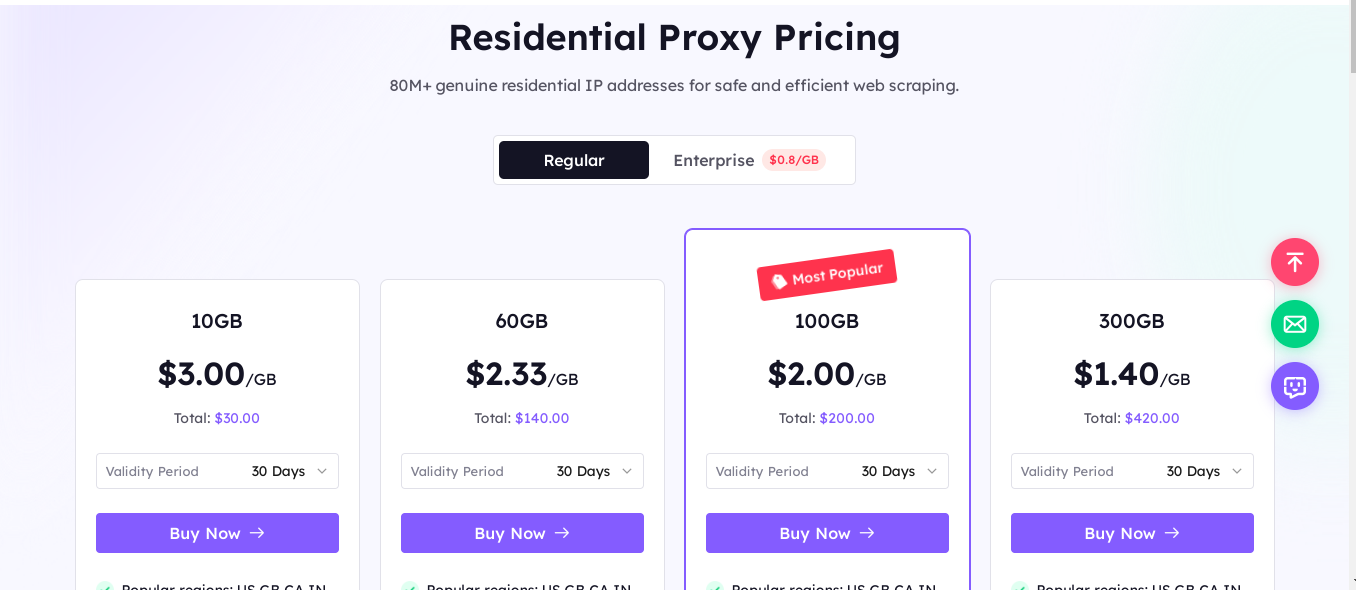 Residential Proxy Pricing
80M+ genuine residential IP addresses for safe and efficient web scraping.
Regular
Enterprise $0.8/GB
10GB
$3.00/GB
Total: $30.00
Validity Period 30 Days
Buy Now →
Popular regions: US GB CA IN
60GB
$2.33/GB
Total: $140.00
Validity Period 30 Days
Buy Now →
Popular regions: US GB CA IN
Most Popular
100GB
$2.00/GB
Total: $200.00
Validity Period 30 Days
Buy Now →
Popular regions: US GB CA IN
300GB
$1.40/GB
Total: $420.00
Validity Period 30 Days
Buy Now →
Popular regions: US GB CA IN